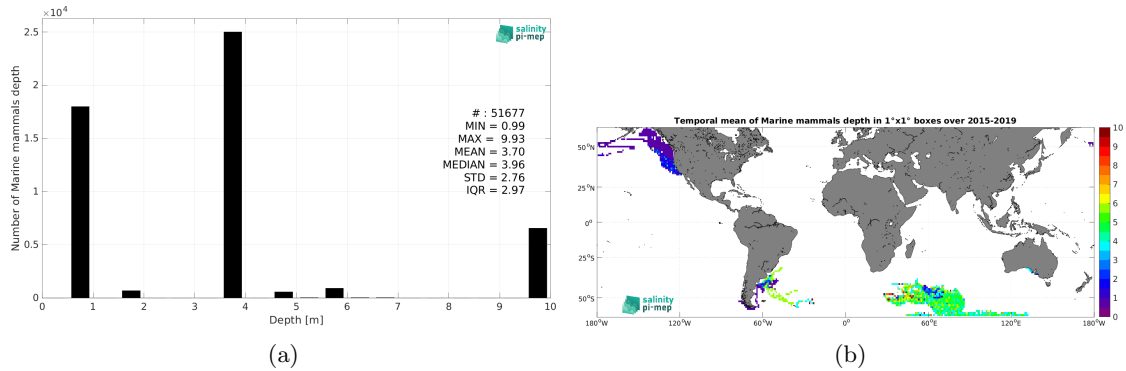 ×10⁴
salinity
pi-mep
2.5
2
1.5
1
0.5
0
Number of Marine mammals depth
# : 51677
MIN = 0.99
MAX = 9.93
MEAN = 3.70
MEDIAN = 3.96
STD = 2.76
IQR = 2.97
0 1 2 3 4 5 6 7 8 9 10
Depth [m]
(a)
Temporal mean of Marine mammals depth in 1°x1° boxes over 2015-2019
50°N
25°N
0°
25°S
50°S
salinity
pi-mep
180°W 120°W 60°W 0° 60°E 120°E 180°W
10
9
8
7
6
5
4
3
2
1
0
(b)